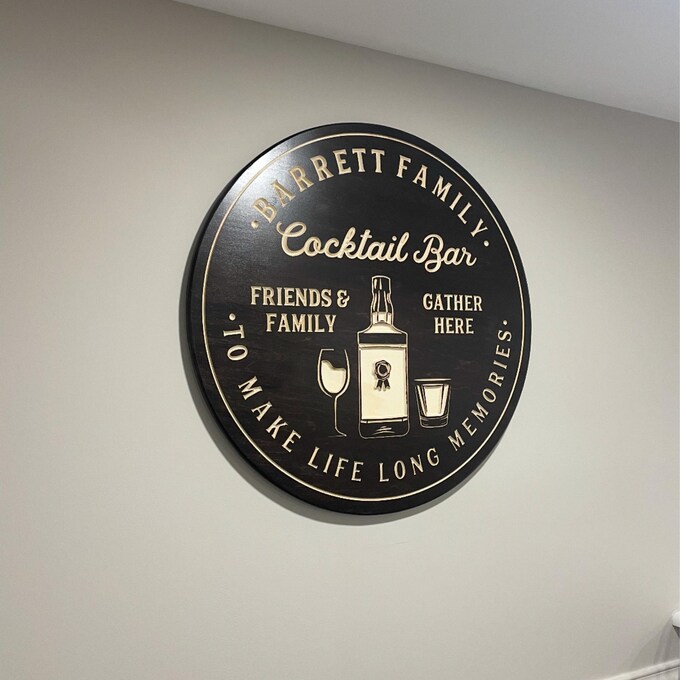 BARRETT FAMILY
Cocktail Bar
FRIENDS &
FAMILY
GATHER
HERE
TO MAKE LIFE LONG MEMORIES